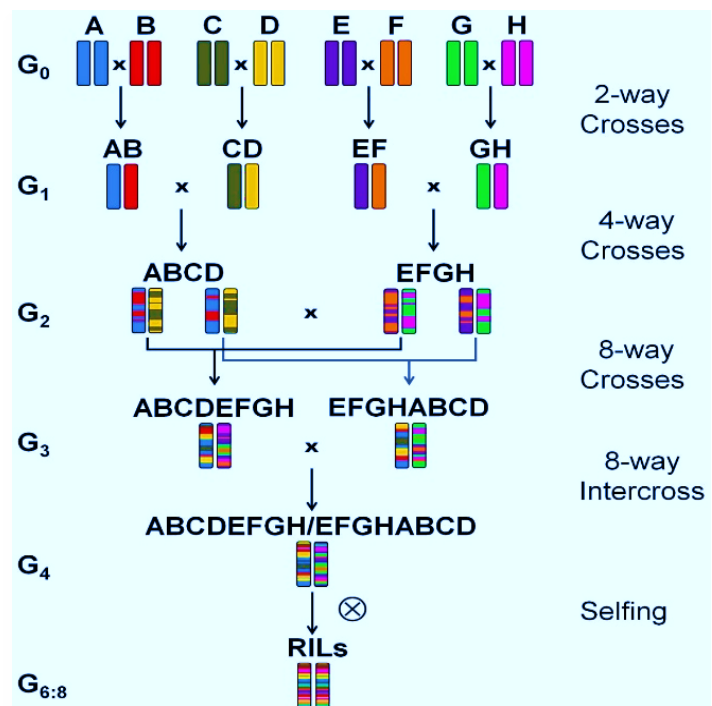 A B C D E F G H
G0 x x x x
2-way
Crosses
AB CD EF GH
G1 x x
4-way
Crosses
ABCD EFGH
G2 x
8-way
Crosses
ABCDEFGH EFGHABCD
G3 x
8-way
Intercross
ABCDEFGH/EFGHABCD
G4
Selfing
RILs
G6:8